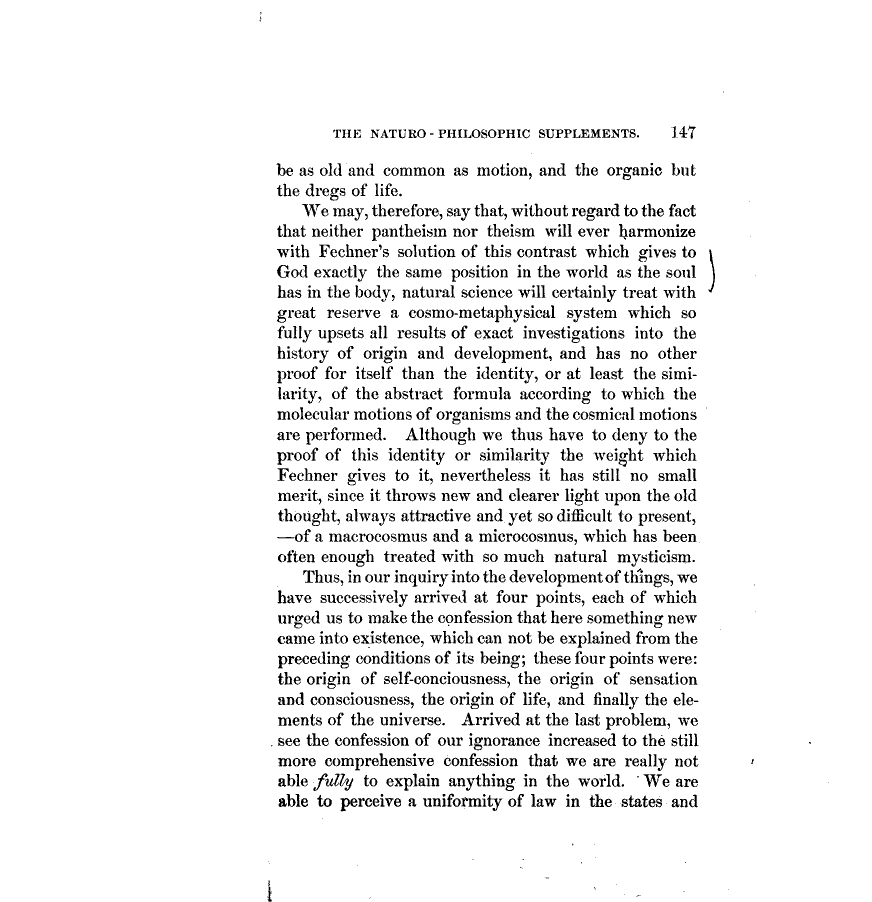 THE NATURO - PHILOSOPHIC SUPPLEMENTS. 147
be as old and common as motion, and the organic but
the dregs of life.
We may, therefore, say that, without regard to the fact
that neither pantheism nor theism will ever harmonize
with Fechner's solution of this contrast which gives to
God exactly the same position in the world as the soul
has in the body, natural science will certainly treat with
great reserve a cosmo-metaphysical system which so
fully upsets all results of exact investigations into the
history of origin and development, and has no other
proof for itself than the identity, or at least the simi-
larity, of the abstract formula according to which the
molecular motions of organisms and the cosmical motions
are performed. Although we thus have to deny to the
proof of this identity or similarity the weight which
Fechner gives to it, nevertheless it has still no small
merit, since it throws new and clearer light upon the old
thought, always attractive and yet so difficult to present,
—of a macrocosmus and a microcosmus, which has been
often enough treated with so much natural mysticism.
Thus, in our inquiry into the development of things, we
have successively arrived at four points, each of which
urged us to make the confession that here something new
came into existence, which can not be explained from the
preceding conditions of its being; these four points were:
the origin of self-conciousness, the origin of sensation
and consciousness, the origin of life, and finally the ele-
ments of the universe. Arrived at the last problem, we
see the confession of our ignorance increased to the still
more comprehensive confession that we are really not
able fully to explain anything in the world. We are
able to perceive a uniformity of law in the states and